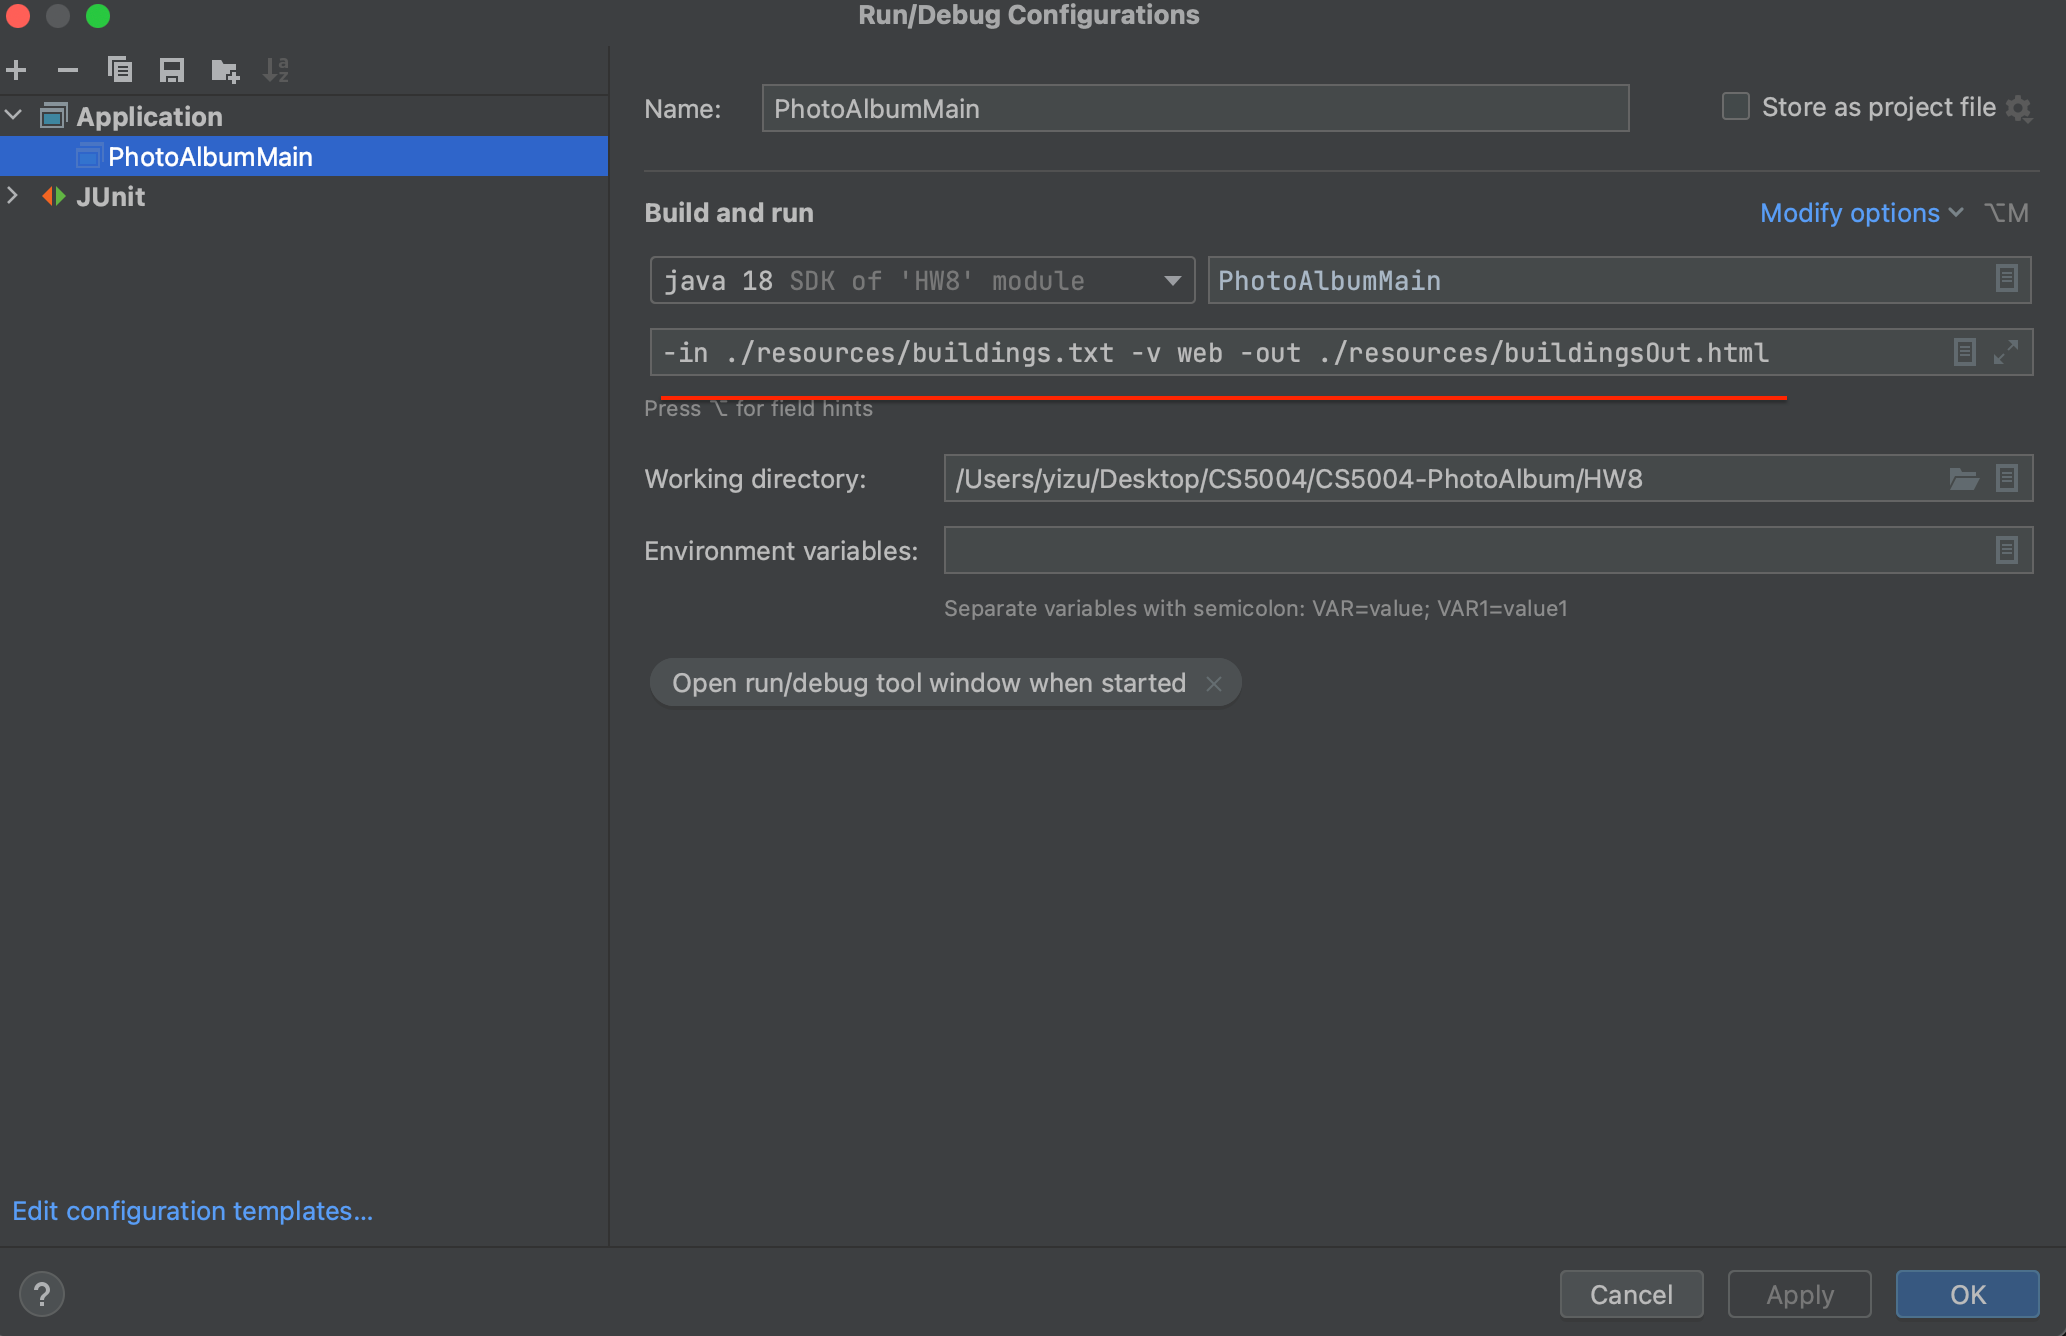 Run/Debug Configurations
Application
PhotoAlbumMain
JUnit
Edit configuration templates...
Name: PhotoAlbumMain Store as project file
Build and run Modify options ⌥M
java 18 SDK of 'HW8' module PhotoAlbumMain
-in ./resources/buildings.txt -v web -out ./resources/buildingsOut.html
Press ⌥ for field hints
Working directory: /Users/yizu/Desktop/CS5004/CS5004-PhotoAlbum/HW8
Environment variables:
Separate variables with semicolon: VAR=value; VAR1=value1
Open run/debug tool window when started ×
? Cancel Apply OK